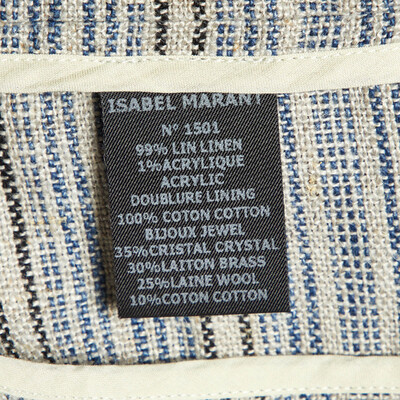 ISABEL MARANT
N° 1501
99% LIN LINEN
1% ACRYLIQUE
ACRYLIC
DOUBLURE LINING
100% COTON COTTON
BIJOUX JEWEL
35% CRISTAL CRYSTAL
30% LAITON BRASS
25% LAINE WOOL
10% COTON COTTON